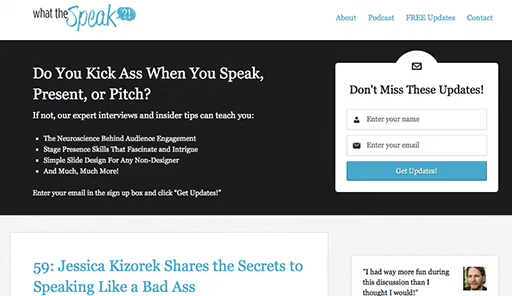 what the Speak ?!
About Podcast FREE Updates Contact
Do You Kick Ass When You Speak,
Present, or Pitch?
If not, our expert interviews and insider tips can teach you:
The Neuroscience Behind Audience Engagement
Stage Presence Skills That Fascinate and Intrigue
Simple Slide Design For Any Non-Designer
And Much, Much More!
Enter your email in the sign up box and click "Get Updates!"
Don't Miss These Updates!
Enter your name
Enter your email
Get Updates!
59: Jessica Kizorek Shares the Secrets to
Speaking Like a Bad Ass
"I had way more fun during
this discussion than I
thought I would!"